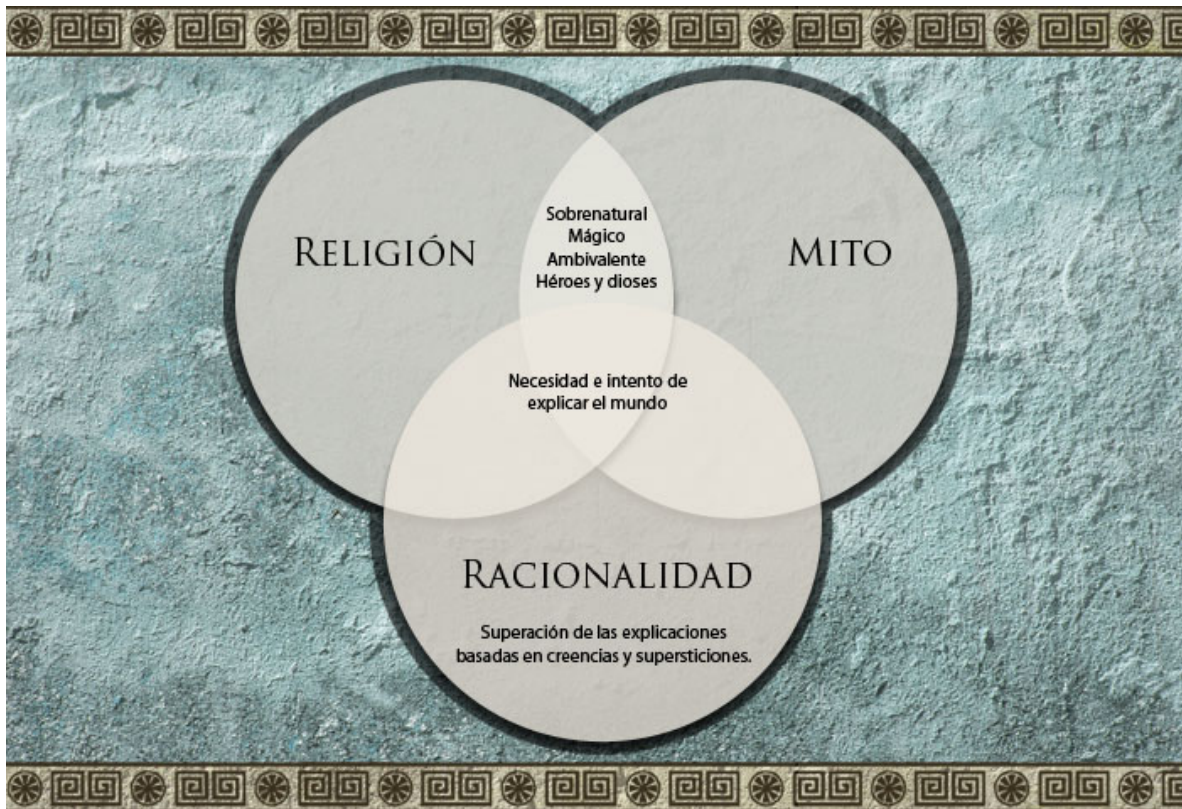 RELIGIÓN
MITO
Sobrenatural
Mágico
Ambivalente
Héroes y dioses
Necesidad e intento de
explicar el mundo
RACIONALIDAD
Superación de las explicaciones
basadas en creencias y supersticiones.